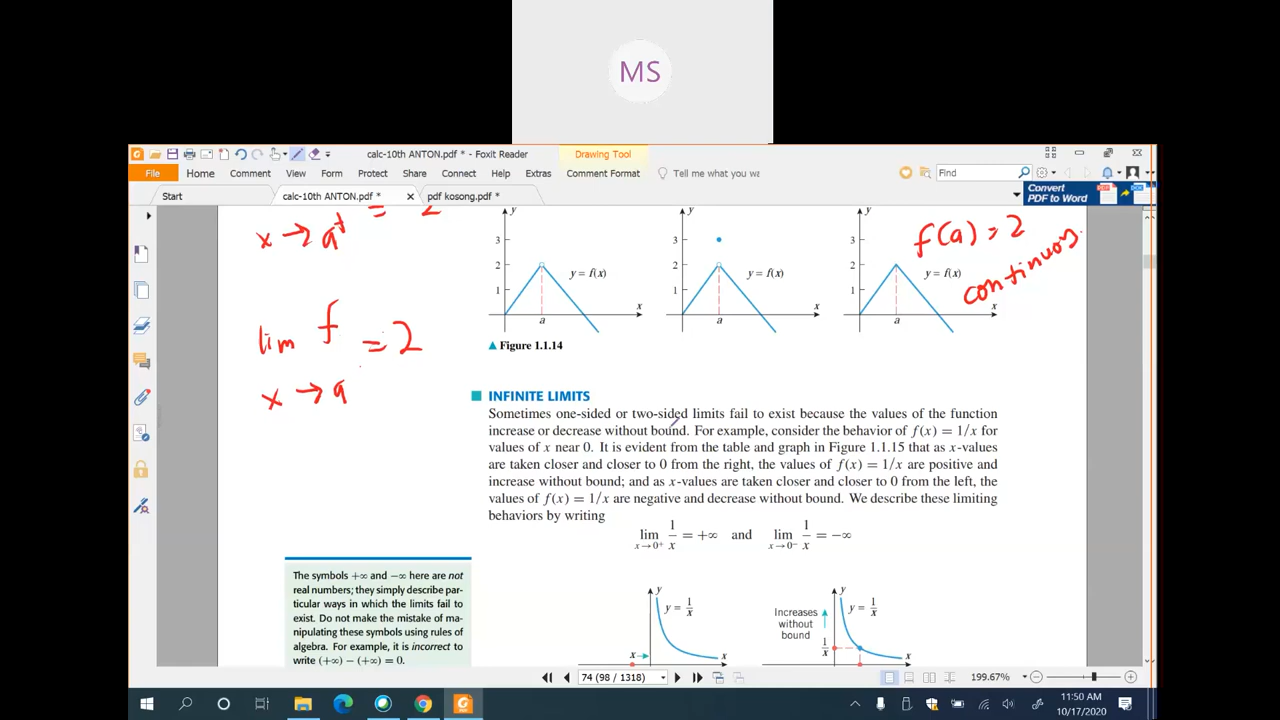 MS
calc-10th ANTON.pdf * - Foxit Reader
Drawing Tool
File Home Comment View Form Protect Share Connect Help Extras Comment Format Tell me what you wa Find
Start calc-10th ANTON.pdf * pdf kosong.pdf * Convert PDF to Word
x → a⁺ = 2
y 3 2 1 y = f(x) x a
y 3 2 1 y = f(x) x a
y 3 2 1 y = f(x) x a
f(a) = 2
continuos
Figure 1.1.14
lim f = 2
x → a
INFINITE LIMITS
Sometimes one-sided or two-sided limits fail to exist because the values of the function
increase or decrease without bound. For example, consider the behavior of f(x) = 1/x for
values of x near 0. It is evident from the table and graph in Figure 1.1.15 that as x-values
are taken closer and closer to 0 from the right, the values of f(x) = 1/x are positive and
increase without bound; and as x-values are taken closer and closer to 0 from the left, the
values of f(x) = 1/x are negative and decrease without bound. We describe these limiting
behaviors by writing
lim x→0⁺ 1/x = +∞ and lim x→0⁻ 1/x = −∞
The symbols +∞ and −∞ here are not
real numbers; they simply describe par-
ticular ways in which the limits fail to
exist. Do not make the mistake of ma-
nipulating these symbols using rules of
algebra. For example, it is incorrect to
write (+∞) − (+∞) = 0.
y y = 1/x x x
y y = 1/x Increases
without
bound
1/x x
74 (98 / 1318) 199.67%
11:50 AM
10/17/2020